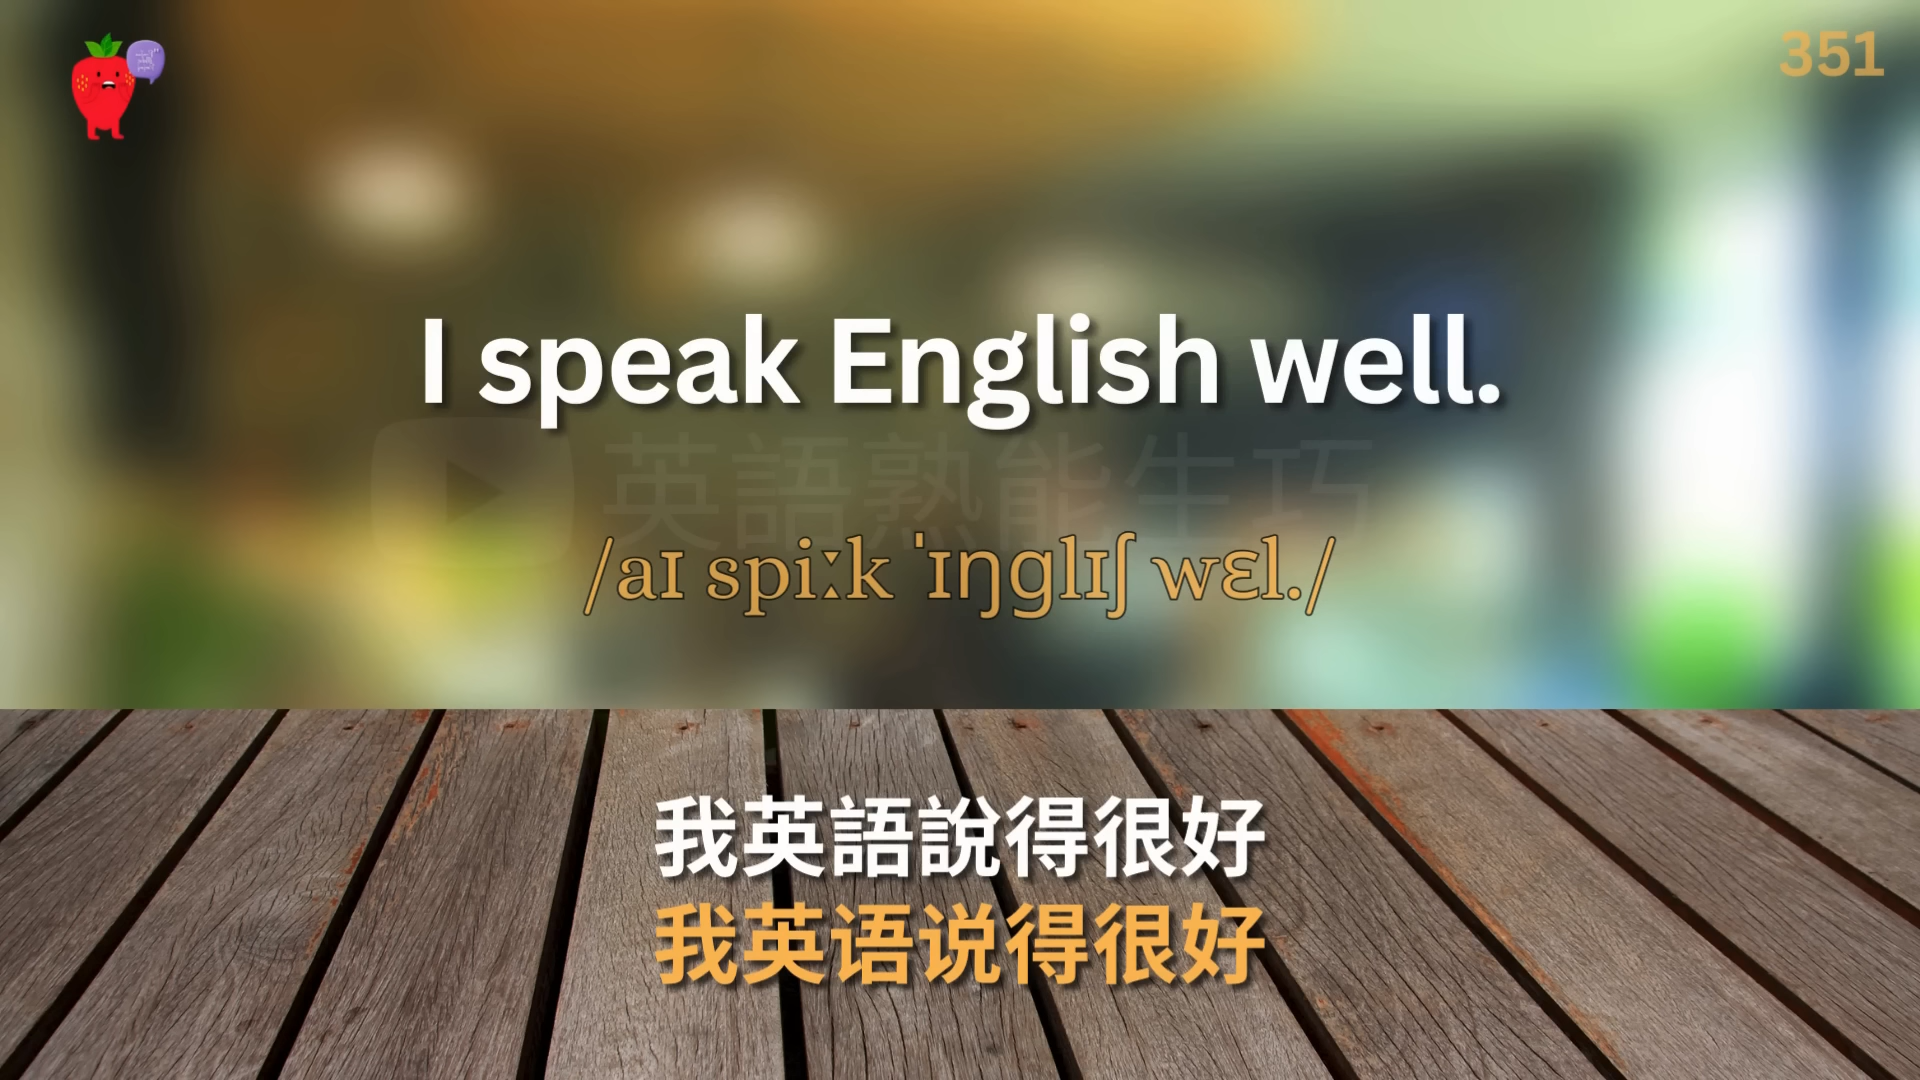 351
I speak English well.
英語熟能生巧
/aɪ spiːk ˈɪŋglɪʃ wɛl./
我英語說得很好
我英语说得很好